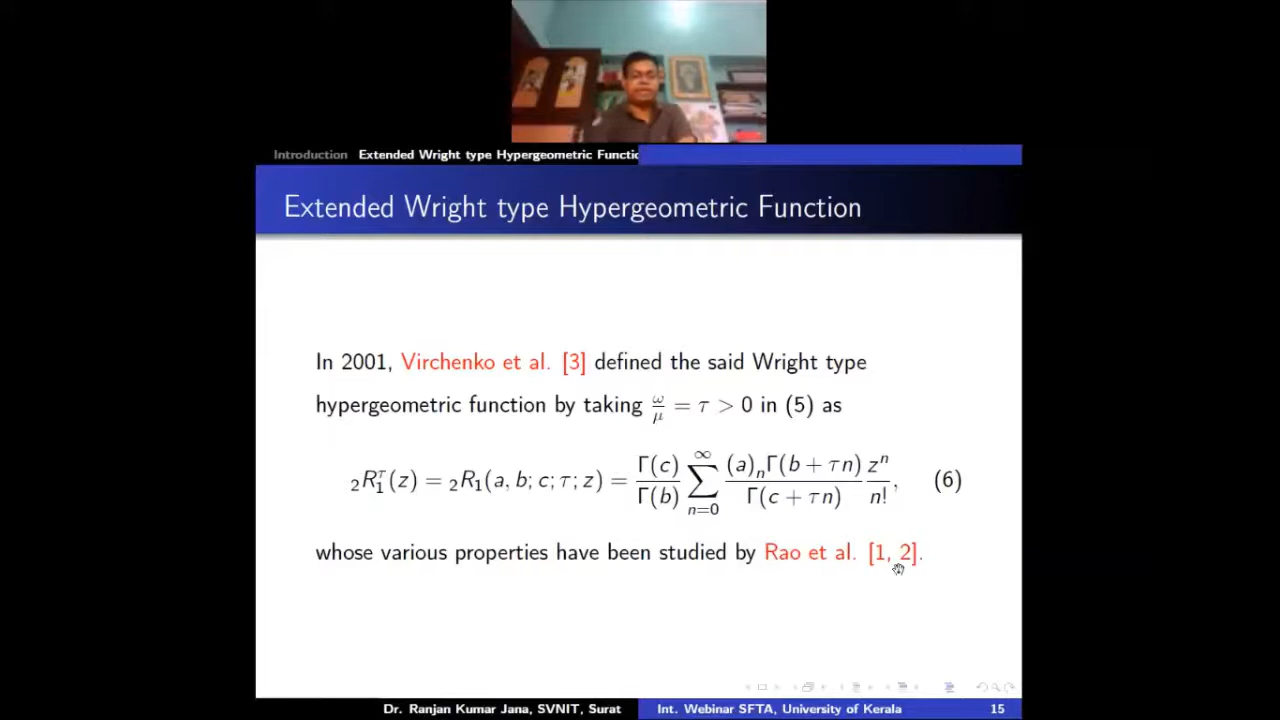 Introduction Extended Wright type Hypergeometric Functio
Extended Wright type Hypergeometric Function
In 2001, Virchenko et al. [3] defined the said Wright type
hypergeometric function by taking ω/μ = τ > 0 in (5) as
₂R₁^τ(z) = ₂R₁(a, b; c; τ; z) = Γ(c)/Γ(b) ∑_{n=0}^{∞} (a)ₙΓ(b + τn)/Γ(c + τn) zⁿ/n!, (6)
whose various properties have been studied by Rao et al. [1, 2].
Dr. Ranjan Kumar Jana, SVNIT, Surat Int. Webinar SFTA, University of Kerala 15